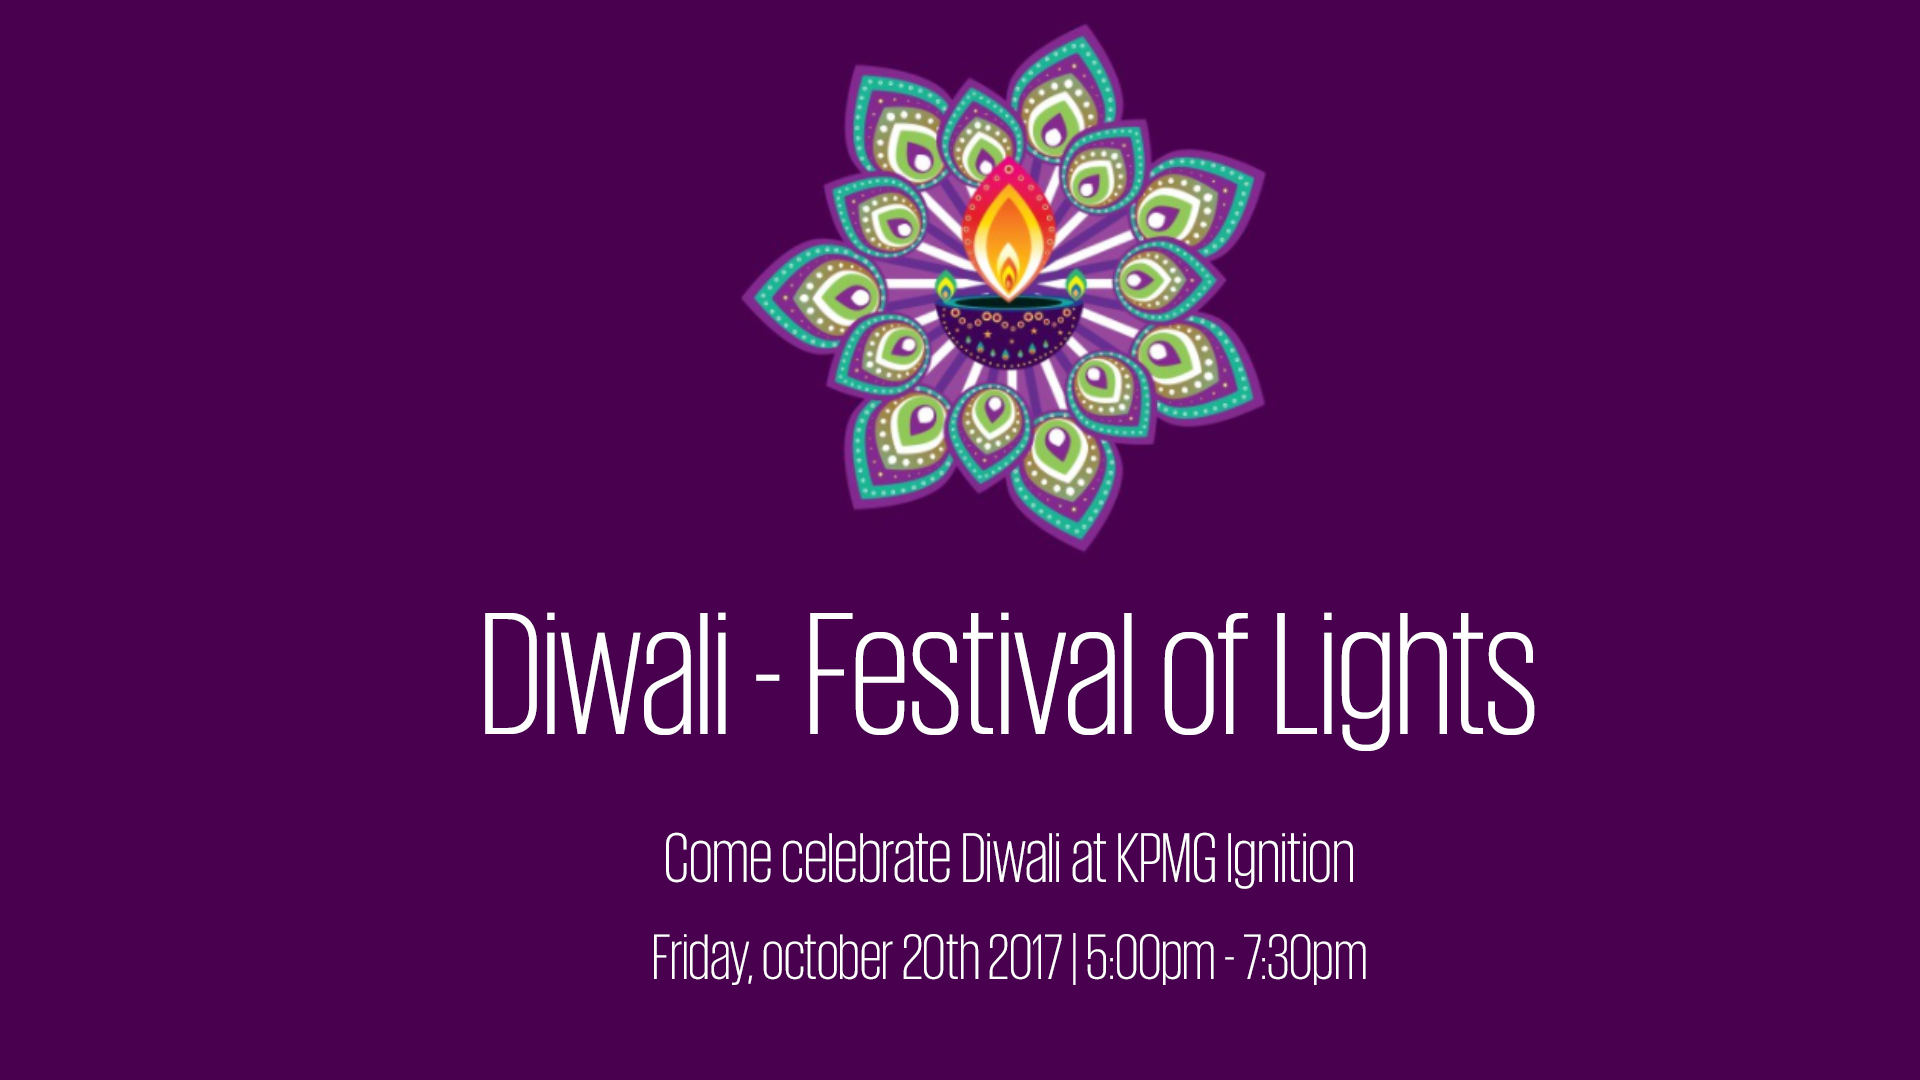 Diwali - Festival of Lights
Come celebrate Diwali at KPMG Ignition
Friday, october 20th 2017 | 5:00pm - 7:30pm